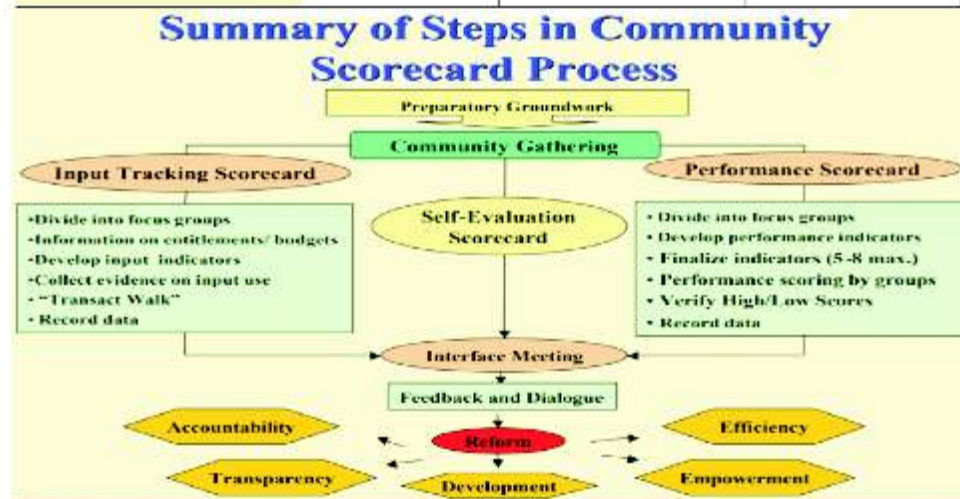 Summary of Steps in Community
Scorecard Process
Preparatory Groundwork
Community Gathering
Input Tracking Scorecard
•Divide into focus groups
•Information on entitlements/ budgets
•Develop input indicators
•Collect evidence on input use
• “Transact Walk”
• Record data
Self-Evaluation
Scorecard
Performance Scorecard
• Divide into focus groups
• Develop performance indicators
• Finalize indicators (5-8 max.)
• Performance scoring by groups
• Verify High/Low Scores
• Record data
Interface Meeting
Feedback and Dialogue
Reform
Accountability
Efficiency
Transparency
Development
Empowerment